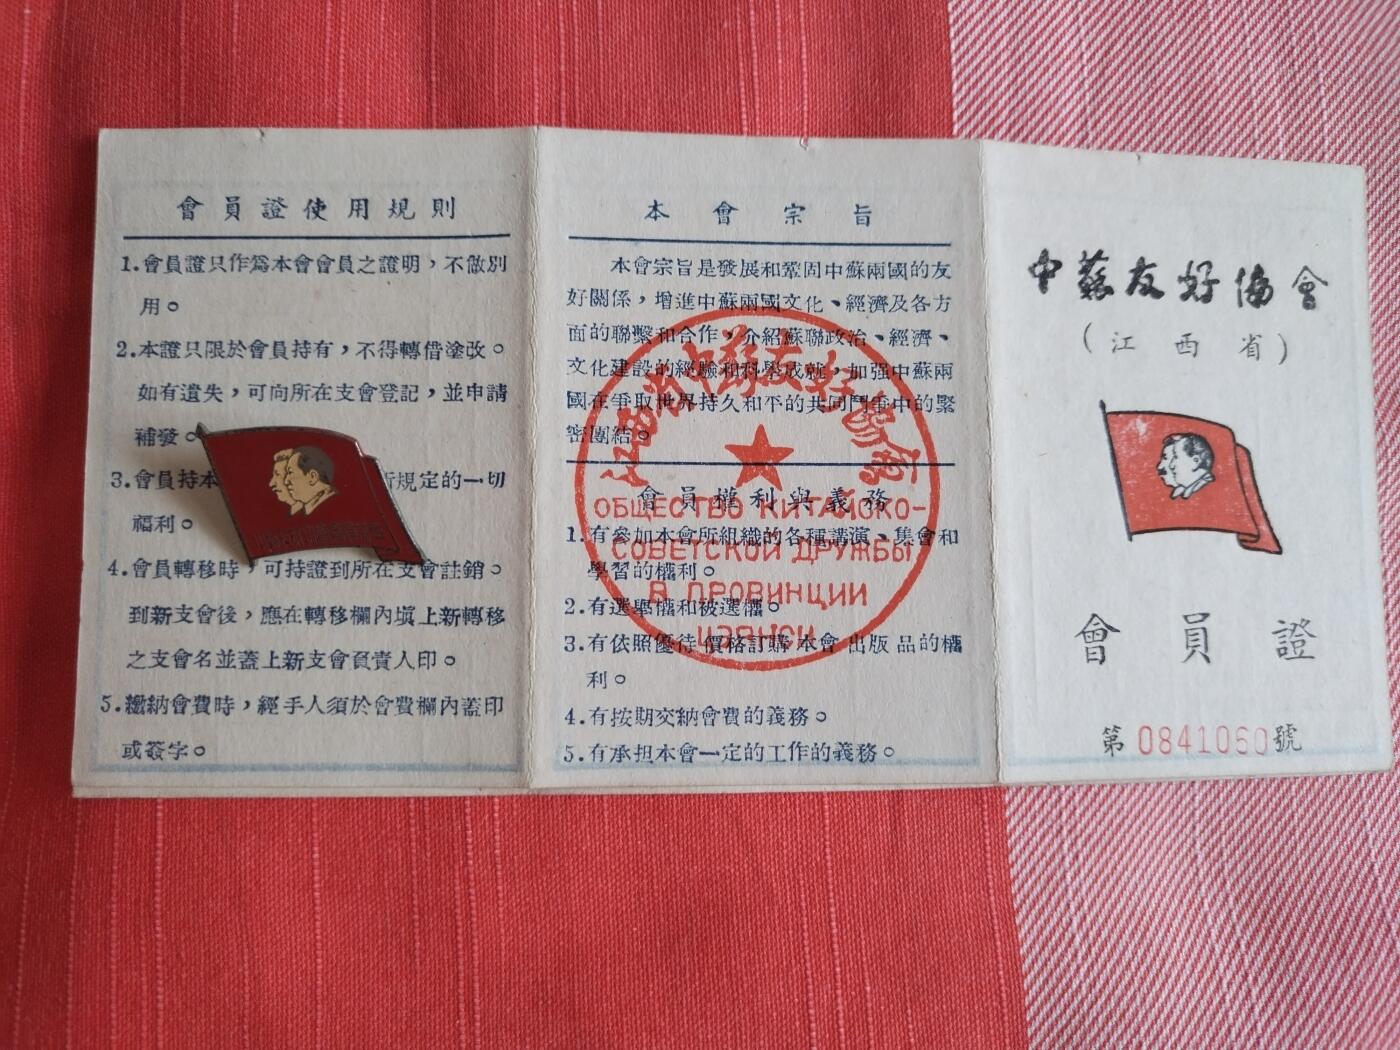 會員證使用規則
1.會員證只作為本會會員之證明，不做別
用。
2.本證只限於會員持有，不得轉借塗改。
如有遺失，可向所在支會登記，並申請
補發。
3.會員持本
規定的一切
福利。
4.會員轉移時，可持證到所在支會註銷。
到新支會後，應在轉移欄內填上新轉移
之支會名並蓋上新支會負責人印。
5.繳納會費時，經手人須於會費欄內蓋印
或簽字。
本會宗旨
本會宗旨是發展和鞏固中蘇兩國的友
好關係，增進中蘇兩國文化、經濟及各方
面的聯繫和合作，介紹蘇聯政治、經濟、
文化建設的經驗和科學成就，加强中蘇兩
國在爭取世界持久和平的共同鬥爭中的緊
密團結。
會員權利與義務
1.有參加本會所組織的各種講演、集會和
學習的權利。
2.有選舉權和被選權。
3.有依照優待價格訂購本會出版品的權
利。
4.有按期交納會費的義務。
5.有承担本會一定的工作的義務。
江西省中蘇友好協會
ОБЩЕСТВО КИТАЙСКО-
СОВЕТСКОЙ ДРУЖБЫ
В ПРОВИНЦИИ
ЦЗЯНСИ
中蘇友好協會
(江西省)
會員證
第0841060號